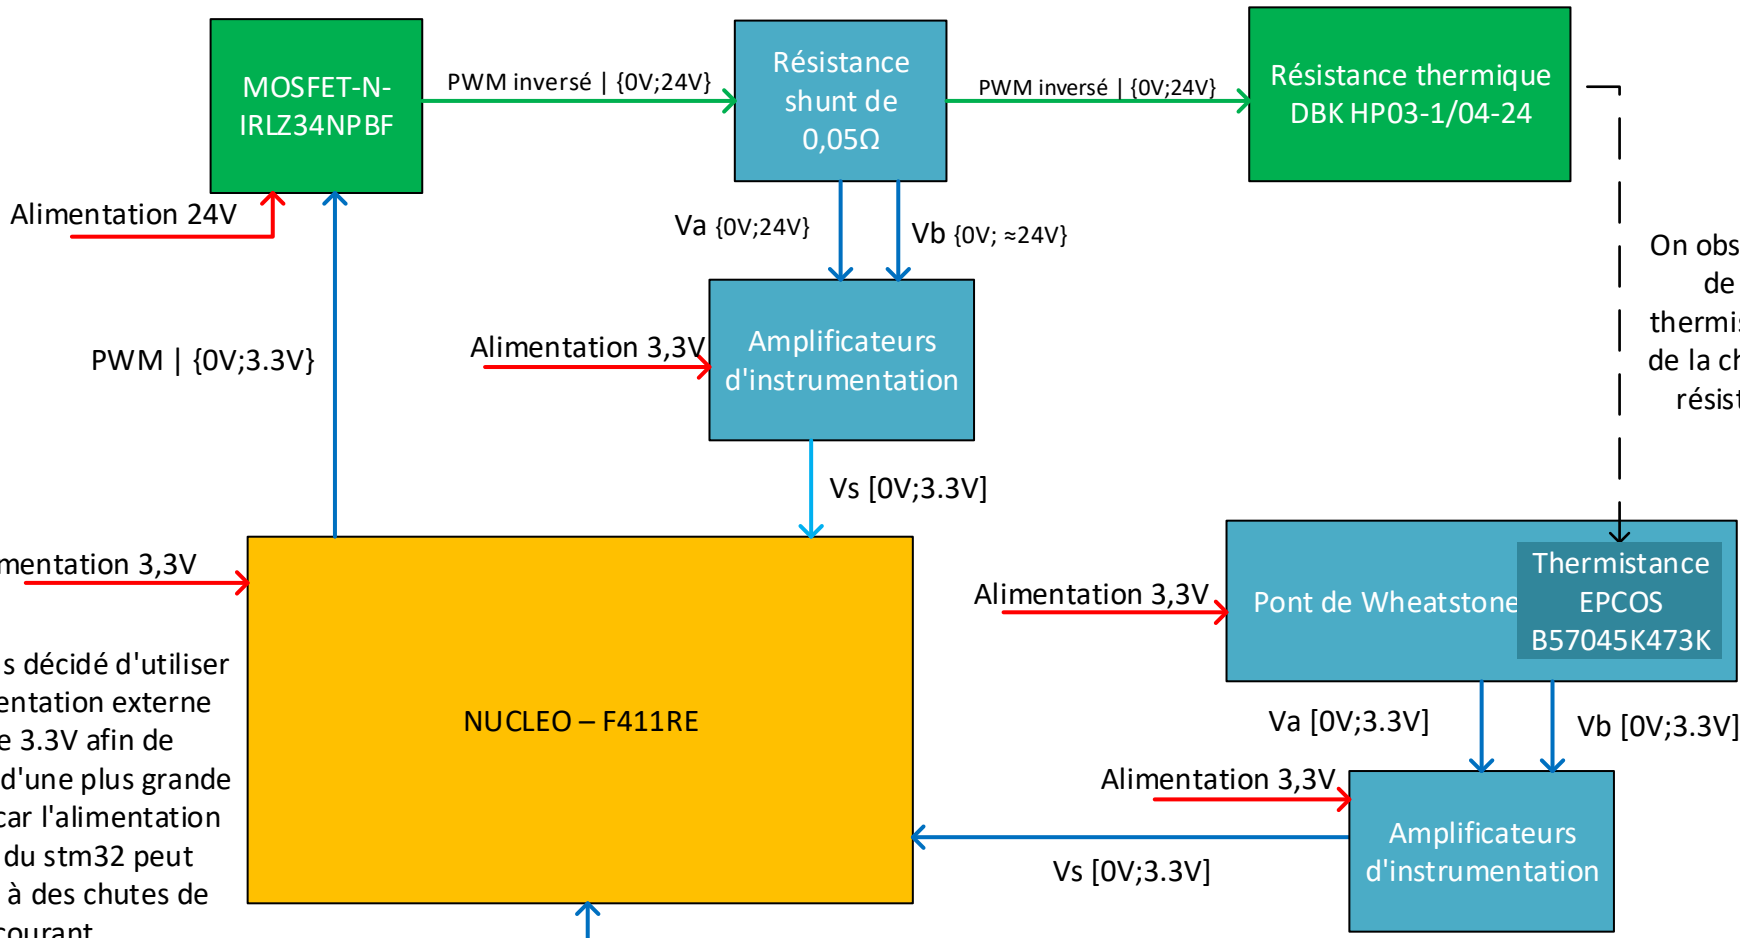 MOSFET-N-
IRLZ34NPBF
PWM inversé | {0V;24V}
Résistance
shunt de
0,05Ω
PWM inversé | {0V;24V}
Résistance thermique
DBK HP03-1/04-24
Alimentation 24V
Va {0V;24V}
Vb {0V; ≈24V}
PWM | {0V;3.3V}
Alimentation 3,3V
Amplificateurs
d'instrumentation
On obs
de
thermis
de la ch
résist
Vs [0V;3.3V]
mentation 3,3V
NUCLEO – F411RE
Alimentation 3,3V
Pont de Wheatstone
Thermistance
EPCOS
B57045K473K
s décidé d'utiliser
entation externe
e 3.3V afin de
d'une plus grande
car l'alimentation
du stm32 peut
à des chutes de
courant
Va [0V;3.3V]
Vb [0V;3.3V]
Alimentation 3,3V
Amplificateurs
d'instrumentation
Vs [0V;3.3V]